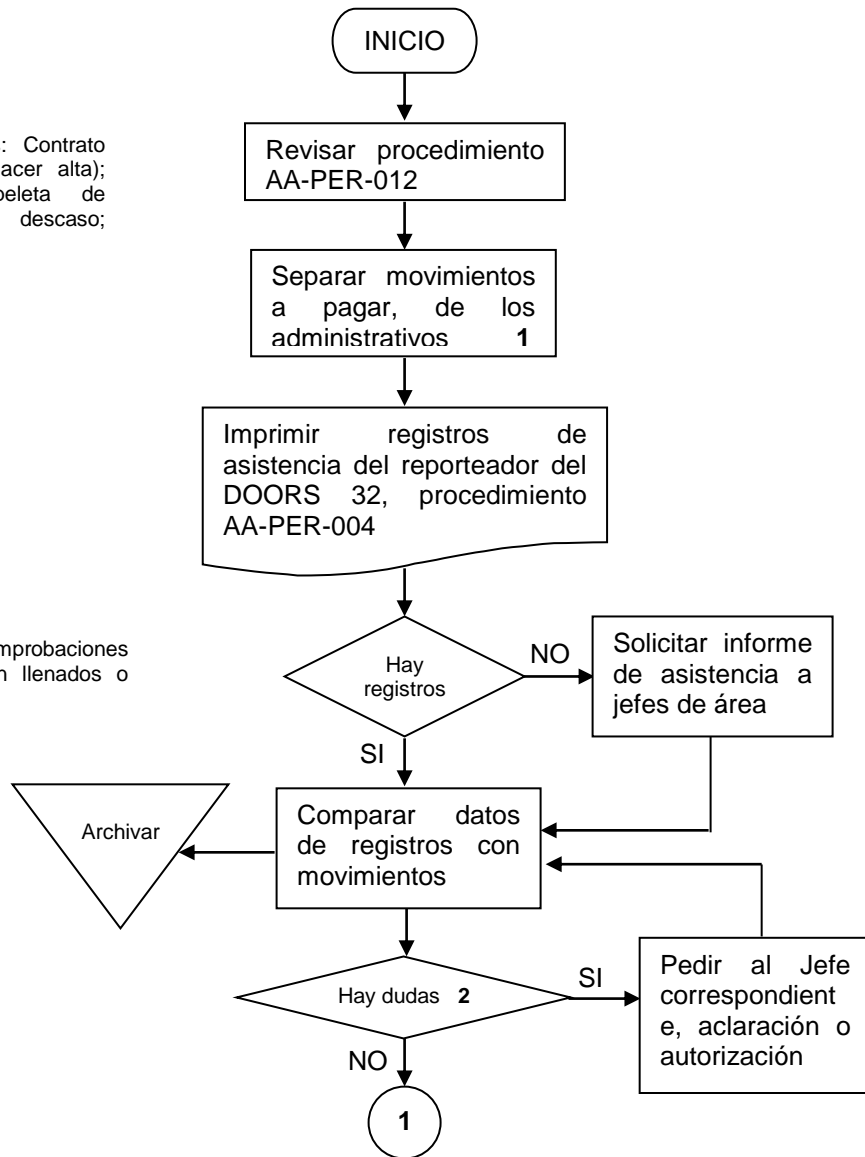 INICIO
: Contrato
acer alta);
eleta de
descaso;
Revisar procedimiento
AA-PER-012
Separar movimientos
a pagar, de los
administrativos 1
Imprimir registros de
asistencia del reporteador del
DOORS 32, procedimiento
AA-PER-004
mprobaciones
n llenados o
Hay
registros
NO
Solicitar informe
de asistencia a
jefes de área
SI
Archivar
Comparar datos
de registros con
movimientos
Hay dudas 2
SI
Pedir al Jefe
correspondient
e, aclaración o
autorización
NO
1